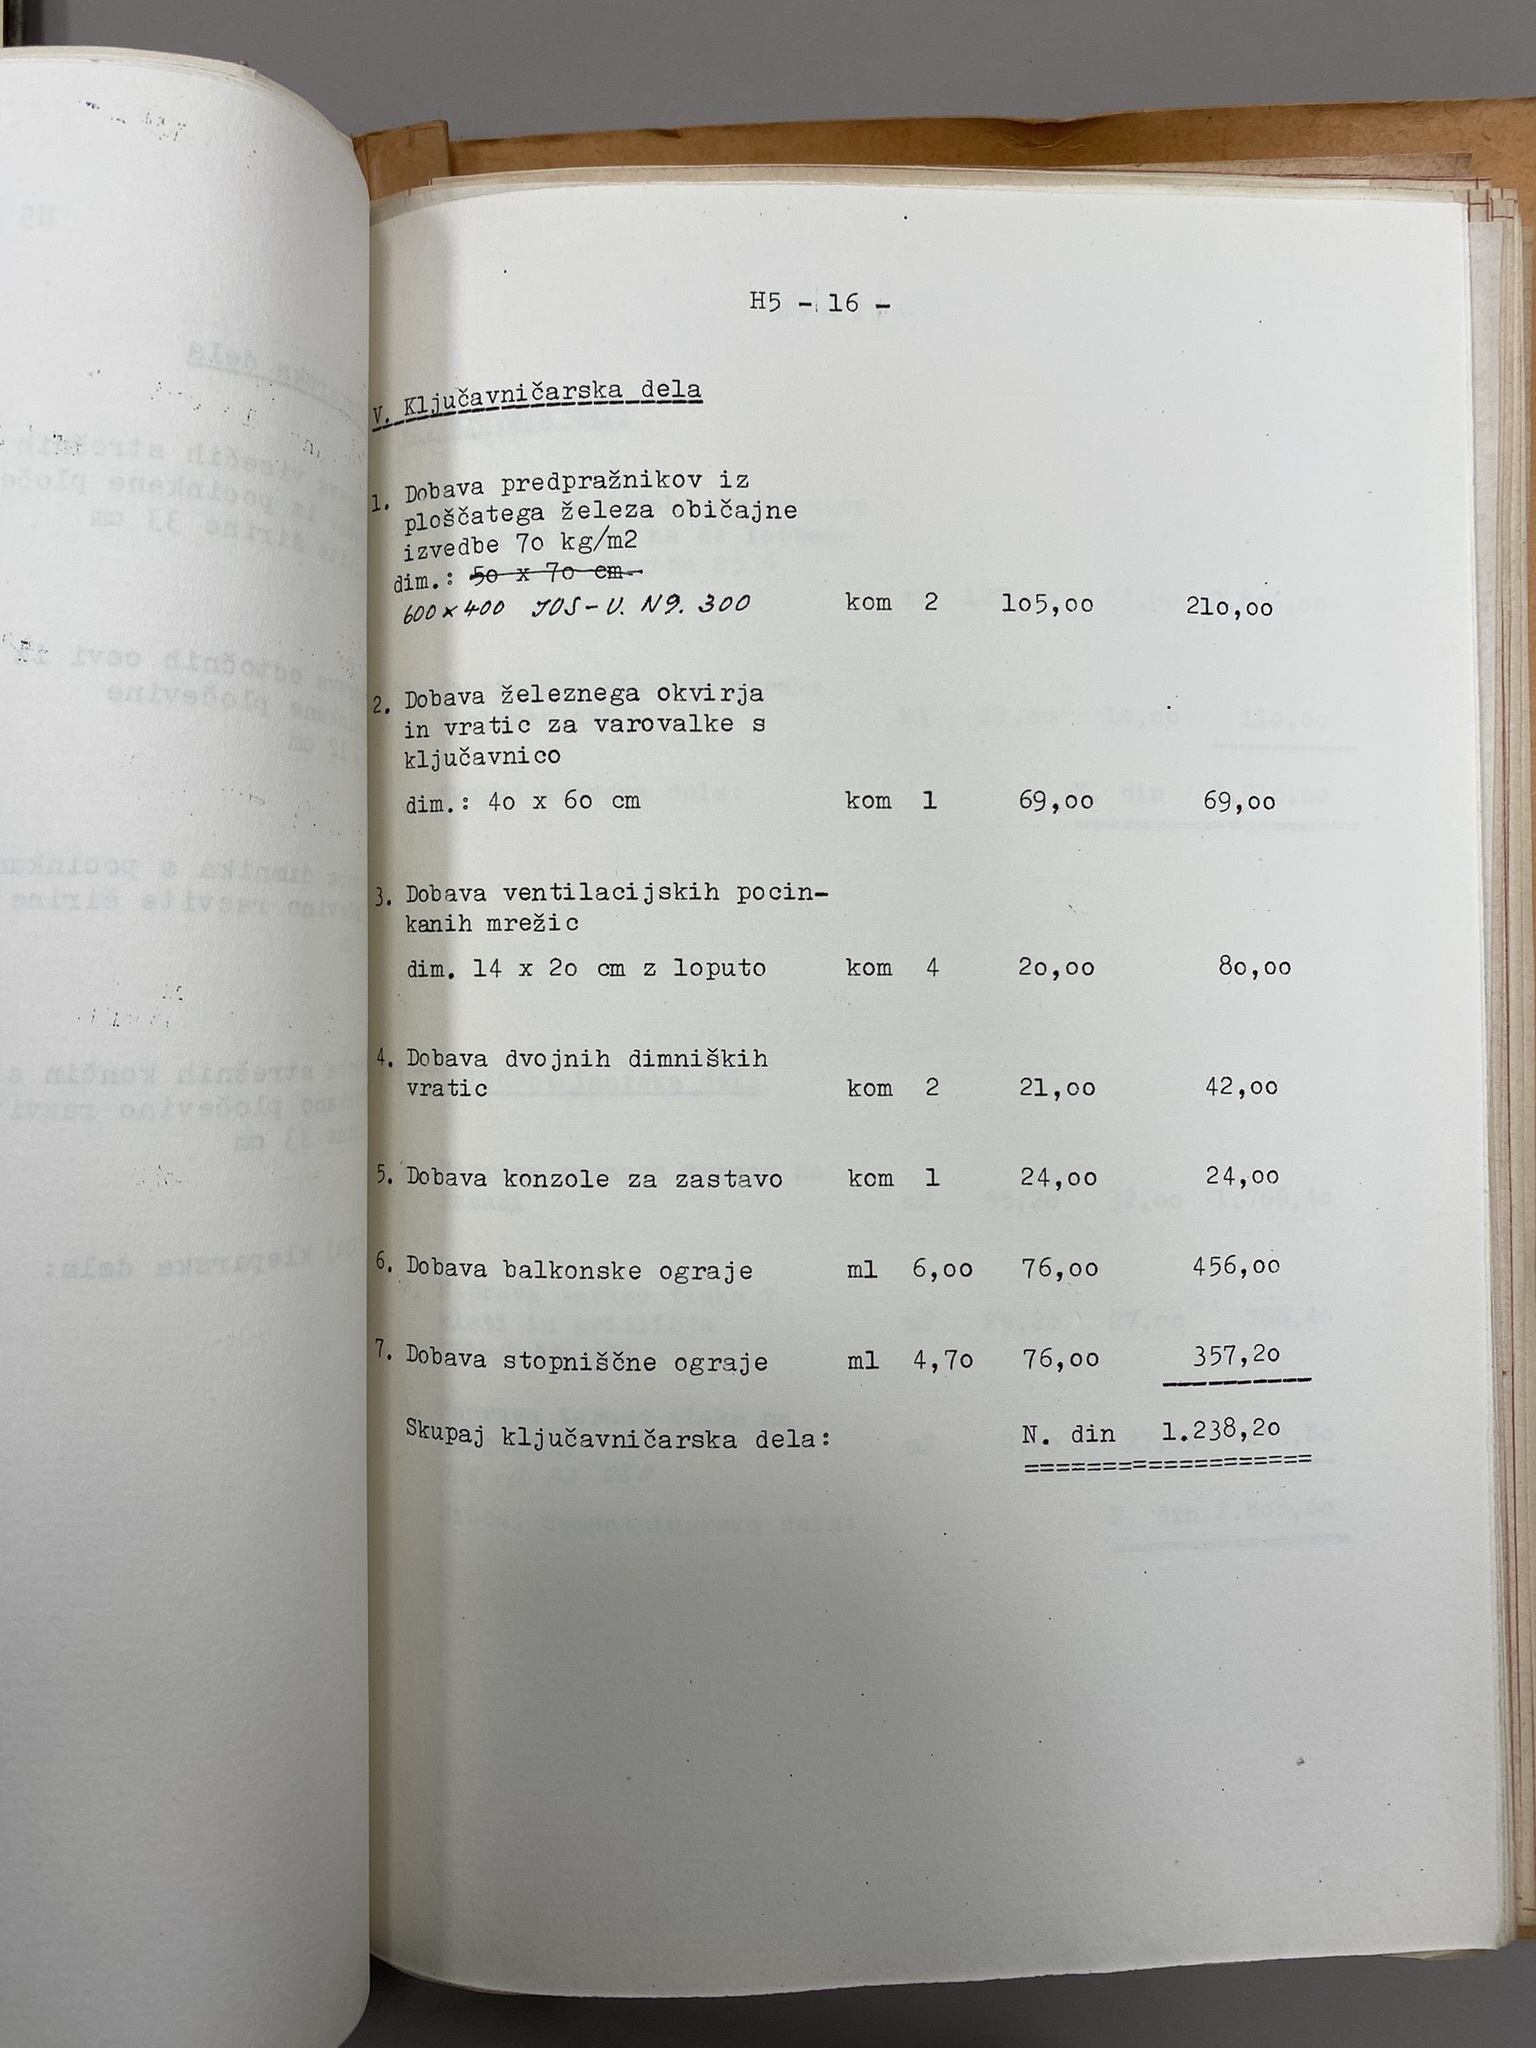 H5 - 16 -
V. Ključavničarska dela
1. Dobava predpražnikov iz
ploščatega železa običajne
izvedbe 7o kg/m2
dim.: 5o x 7o cm.
600 x 400 JOS-U. N9. 300 kom 2 1o5,oo 21o,oo
2. Dobava železnega okvirja
in vratic za varovalke s
ključavnico
dim.: 4o x 6o cm kom 1 69,oo 69,oo
3. Dobava ventilacijskih pocin-
kanih mrežic
dim. 14 x 2o cm z loputo kom 4 2o,oo 8o,oo
4. Dobava dvojnih dimniških
vratic kom 2 21,oo 42,oo
5. Dobava konzole za zastavo kom 1 24,oo 24,oo
6. Dobava balkonske ograje ml 6,oo 76,oo 456,oo
7. Dobava stopniščne ograje ml 4,7o 76,oo 357,2o
Skupaj ključavničarska dela: N. din 1.238,2o